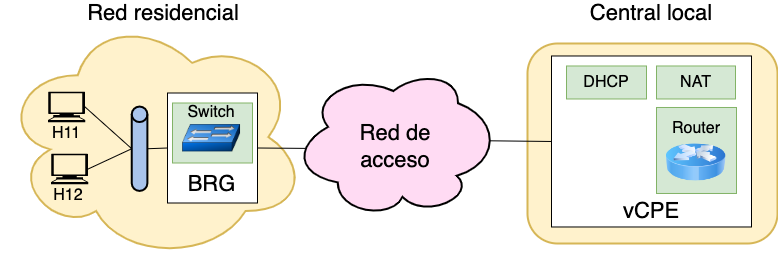 Red residencial
Central local
H11
H12
Switch
BRG
Red de
acceso
DHCP
NAT
Router
vCPE